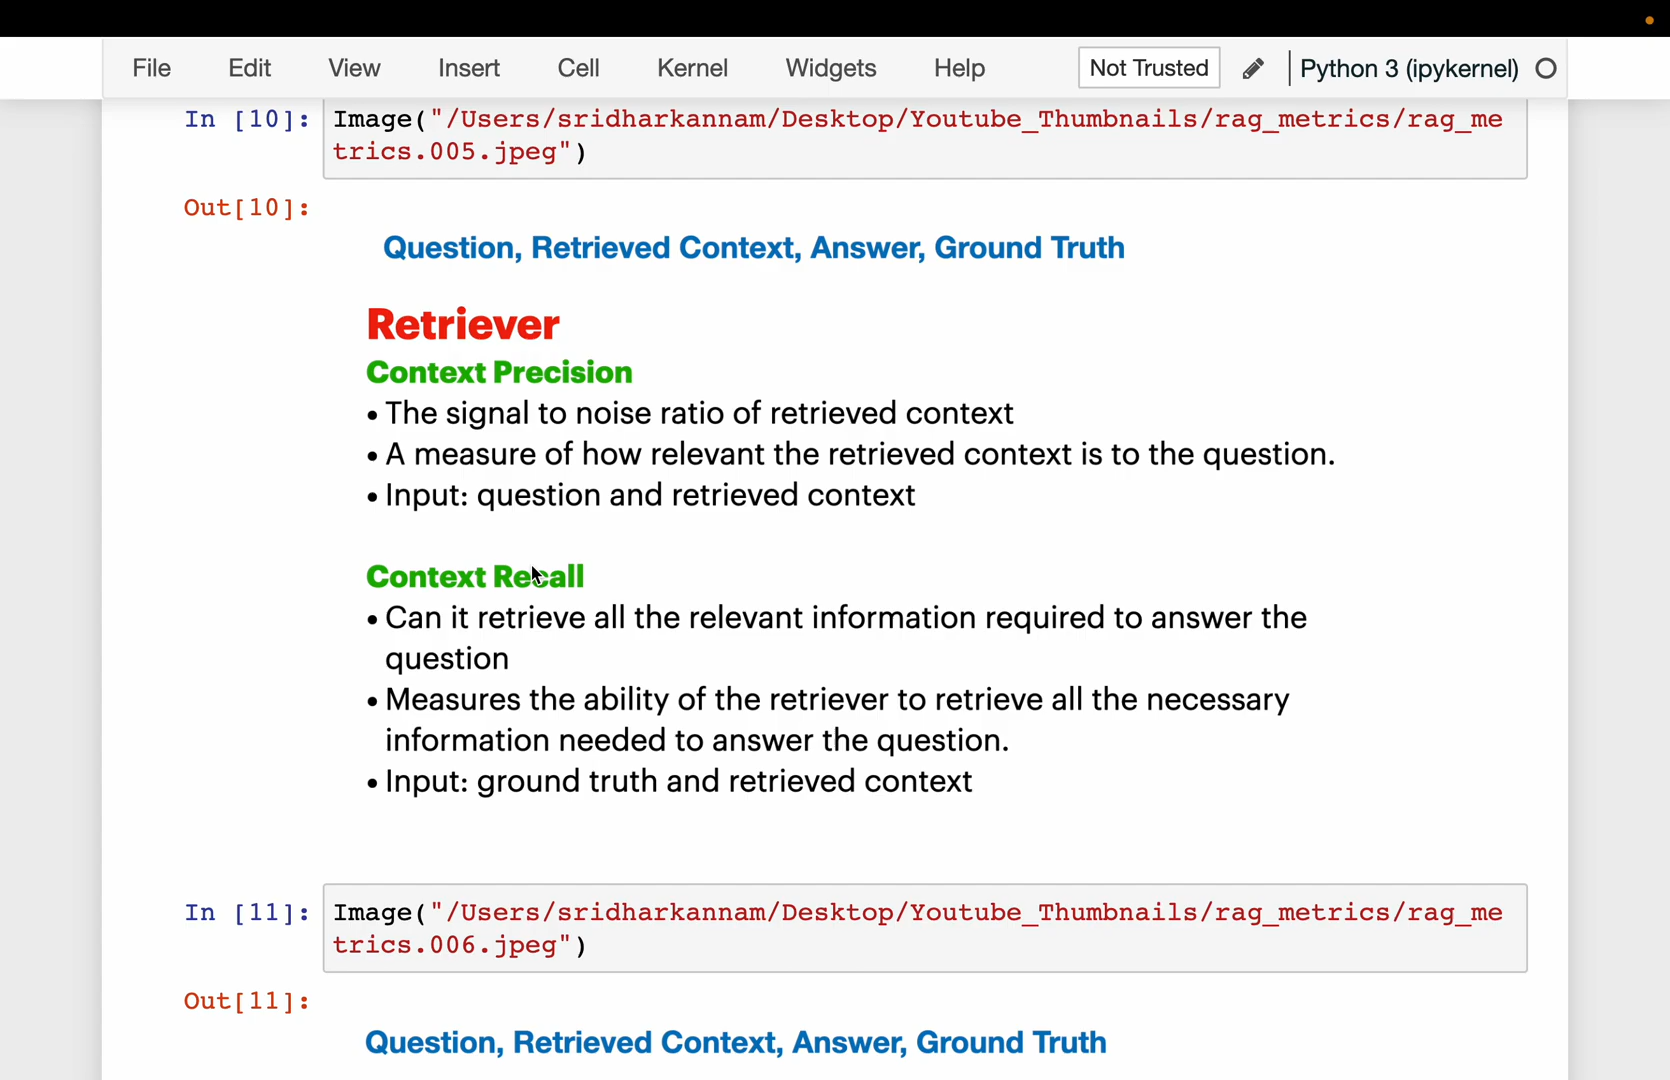 File Edit View Insert Cell Kernel Widgets Help Not Trusted Python 3 (ipykernel)
In [10]: Image("/Users/sridharkannam/Desktop/Youtube_Thumbnails/rag_metrics/rag_me
trics.005.jpeg")
Out[10]:
Question, Retrieved Context, Answer, Ground Truth
Retriever
Context Precision
• The signal to noise ratio of retrieved context
• A measure of how relevant the retrieved context is to the question.
• Input: question and retrieved context
Context Recall
• Can it retrieve all the relevant information required to answer the
question
• Measures the ability of the retriever to retrieve all the necessary
information needed to answer the question.
• Input: ground truth and retrieved context
In [11]: Image("/Users/sridharkannam/Desktop/Youtube_Thumbnails/rag_metrics/rag_me
trics.006.jpeg")
Out[11]:
Question, Retrieved Context, Answer, Ground Truth